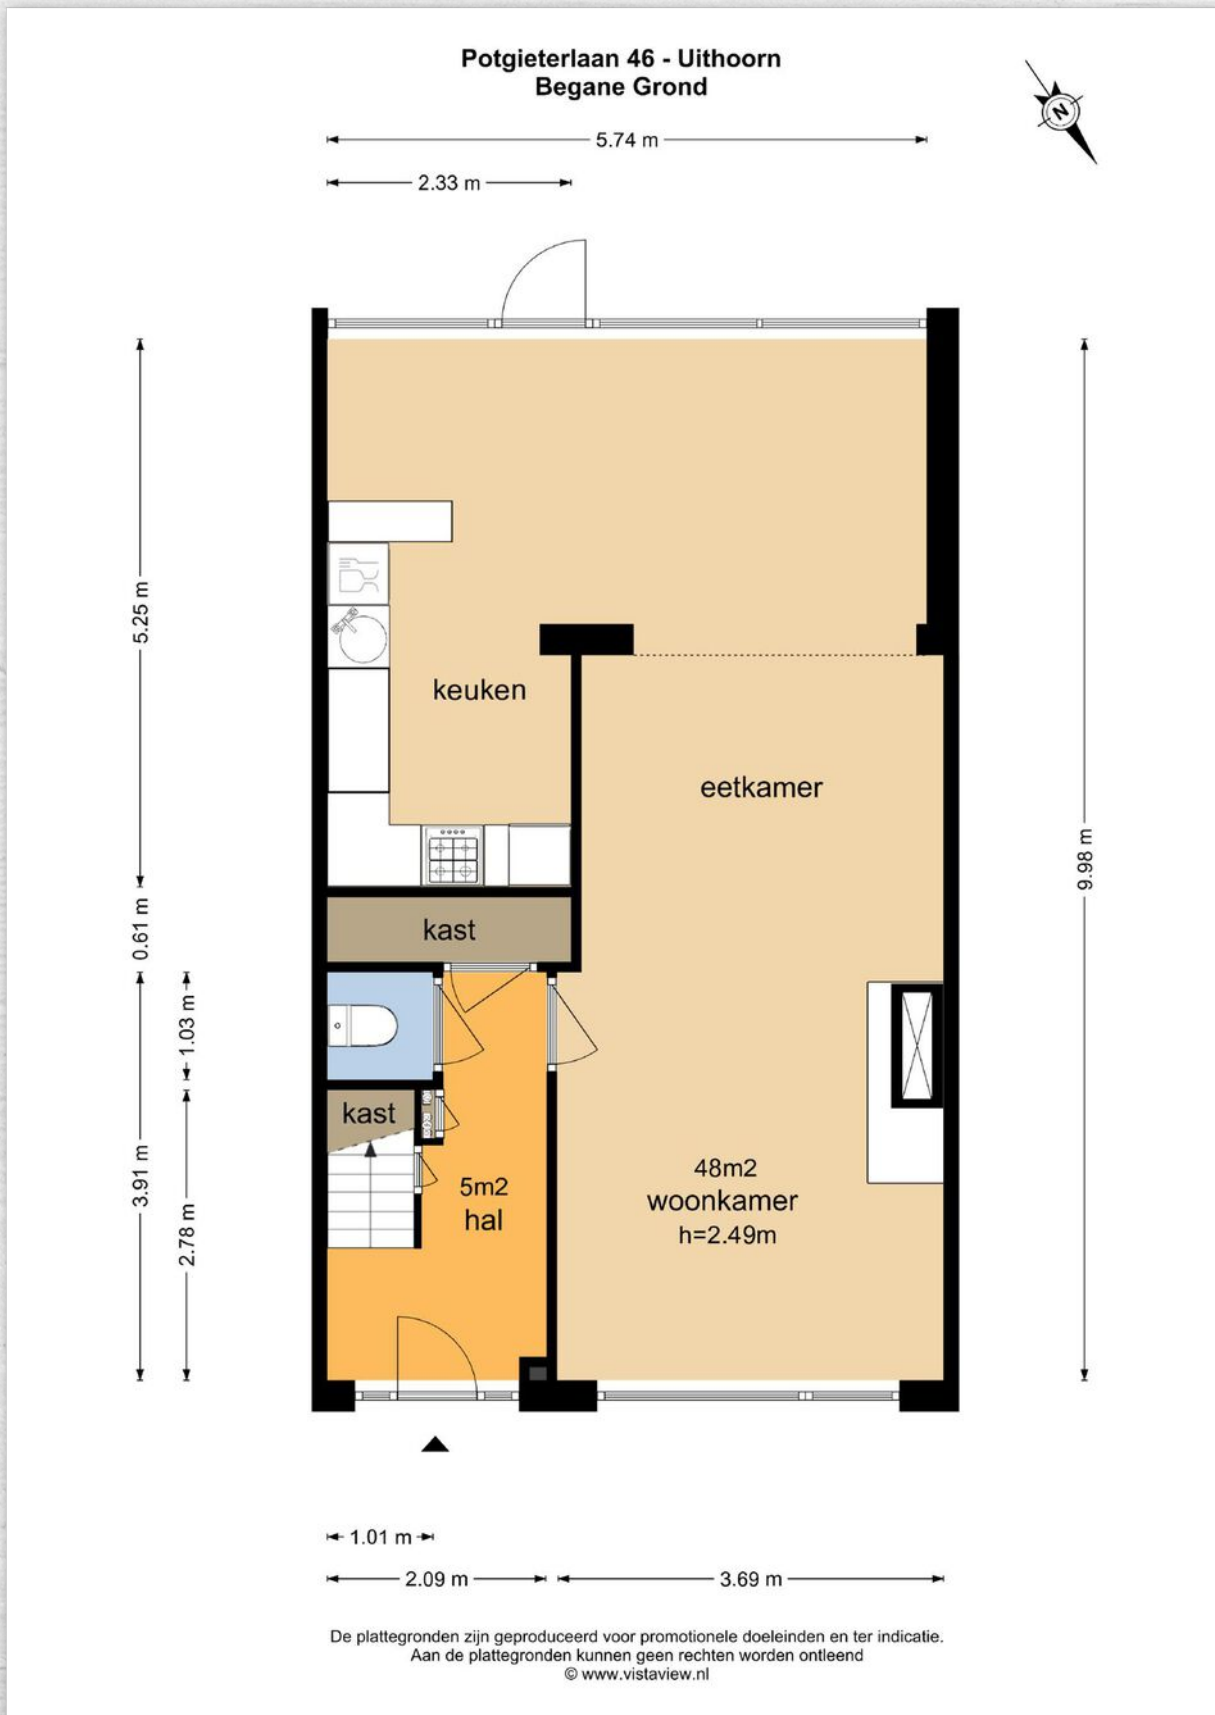 Potgieterlaan 46 - Uithoorn
Begane Grond
N
5.74 m
2.33 m
5.25 m
9.98 m
keuken
eetkamer
0.61 m
kast
1.03 m
3.91 m
kast
2.78 m
5m2
hal
48m2
woonkamer
h=2.49m
1.01 m
2.09 m
3.69 m
De plattegronden zijn geproduceerd voor promotionele doeleinden en ter indicatie.
Aan de plattegronden kunnen geen rechten worden ontleend
© www.vistaview.nl